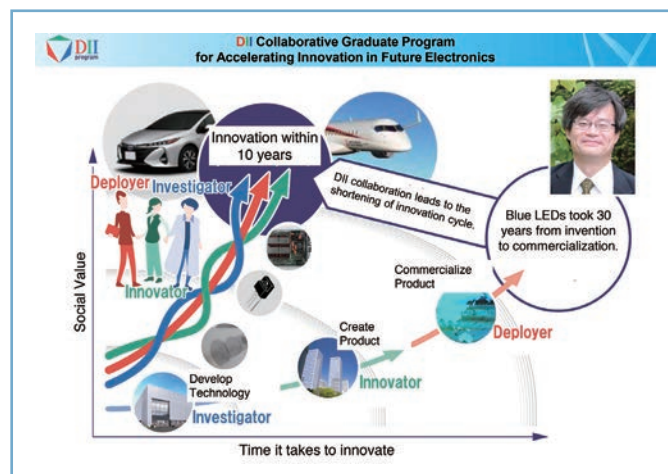 DII
program
DII Collaborative Graduate Program
for Accelerating Innovation in Future Electronics
Innovation within
10 years
DII collaboration leads to the
shortening of innovation cycle.
Blue LEDs took 30
years from invention
to commercialization.
Deployer
Investigator
Innovator
Social Value
Commercialize
Product
Deployer
Create
Product
Innovator
Develop
Technology
Investigator
Time it takes to innovate